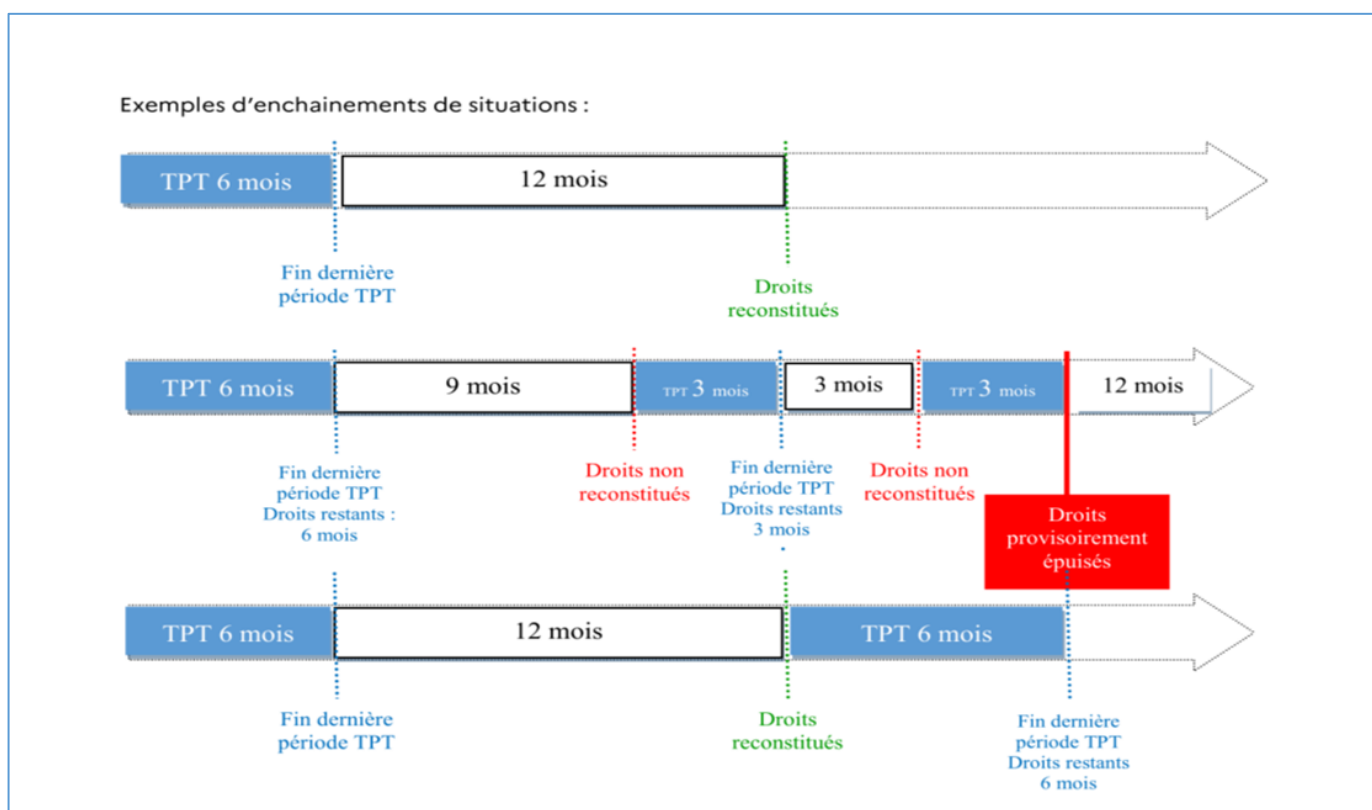 Exemples d'enchainements de situations :
TPT 6 mois
12 mois
Fin dernière
période TPT
Droits
reconstitués
TPT 6 mois
9 mois
TPT 3 mois
3 mois
TPT 3 mois
12 mois
Fin dernière
période TPT
Droits restants :
6 mois
Droits non
reconstitués
Fin dernière
période TPT
Droits restants
3 mois
Droits non
reconstitués
Droits
provisoirement
épuisés
TPT 6 mois
12 mois
TPT 6 mois
Fin dernière
période TPT
Droits
reconstitués
Fin dernière
période TPT
Droits restants
6 mois